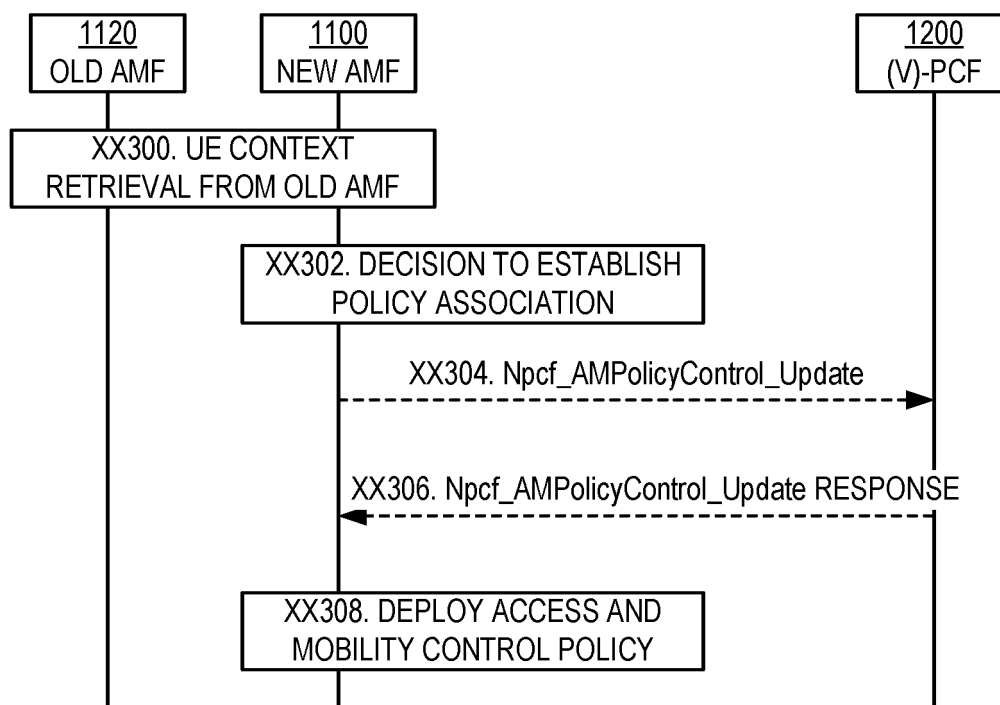 1120
OLD AMF
1100
NEW AMF
1200
(V)-PCF
XX300. UE CONTEXT
RETRIEVAL FROM OLD AMF
XX302. DECISION TO ESTABLISH
POLICY ASSOCIATION
XX304. Npcf_AMPolicyControl_Update
XX306. Npcf_AMPolicyControl_Update RESPONSE
XX308. DEPLOY ACCESS AND
MOBILITY CONTROL POLICY